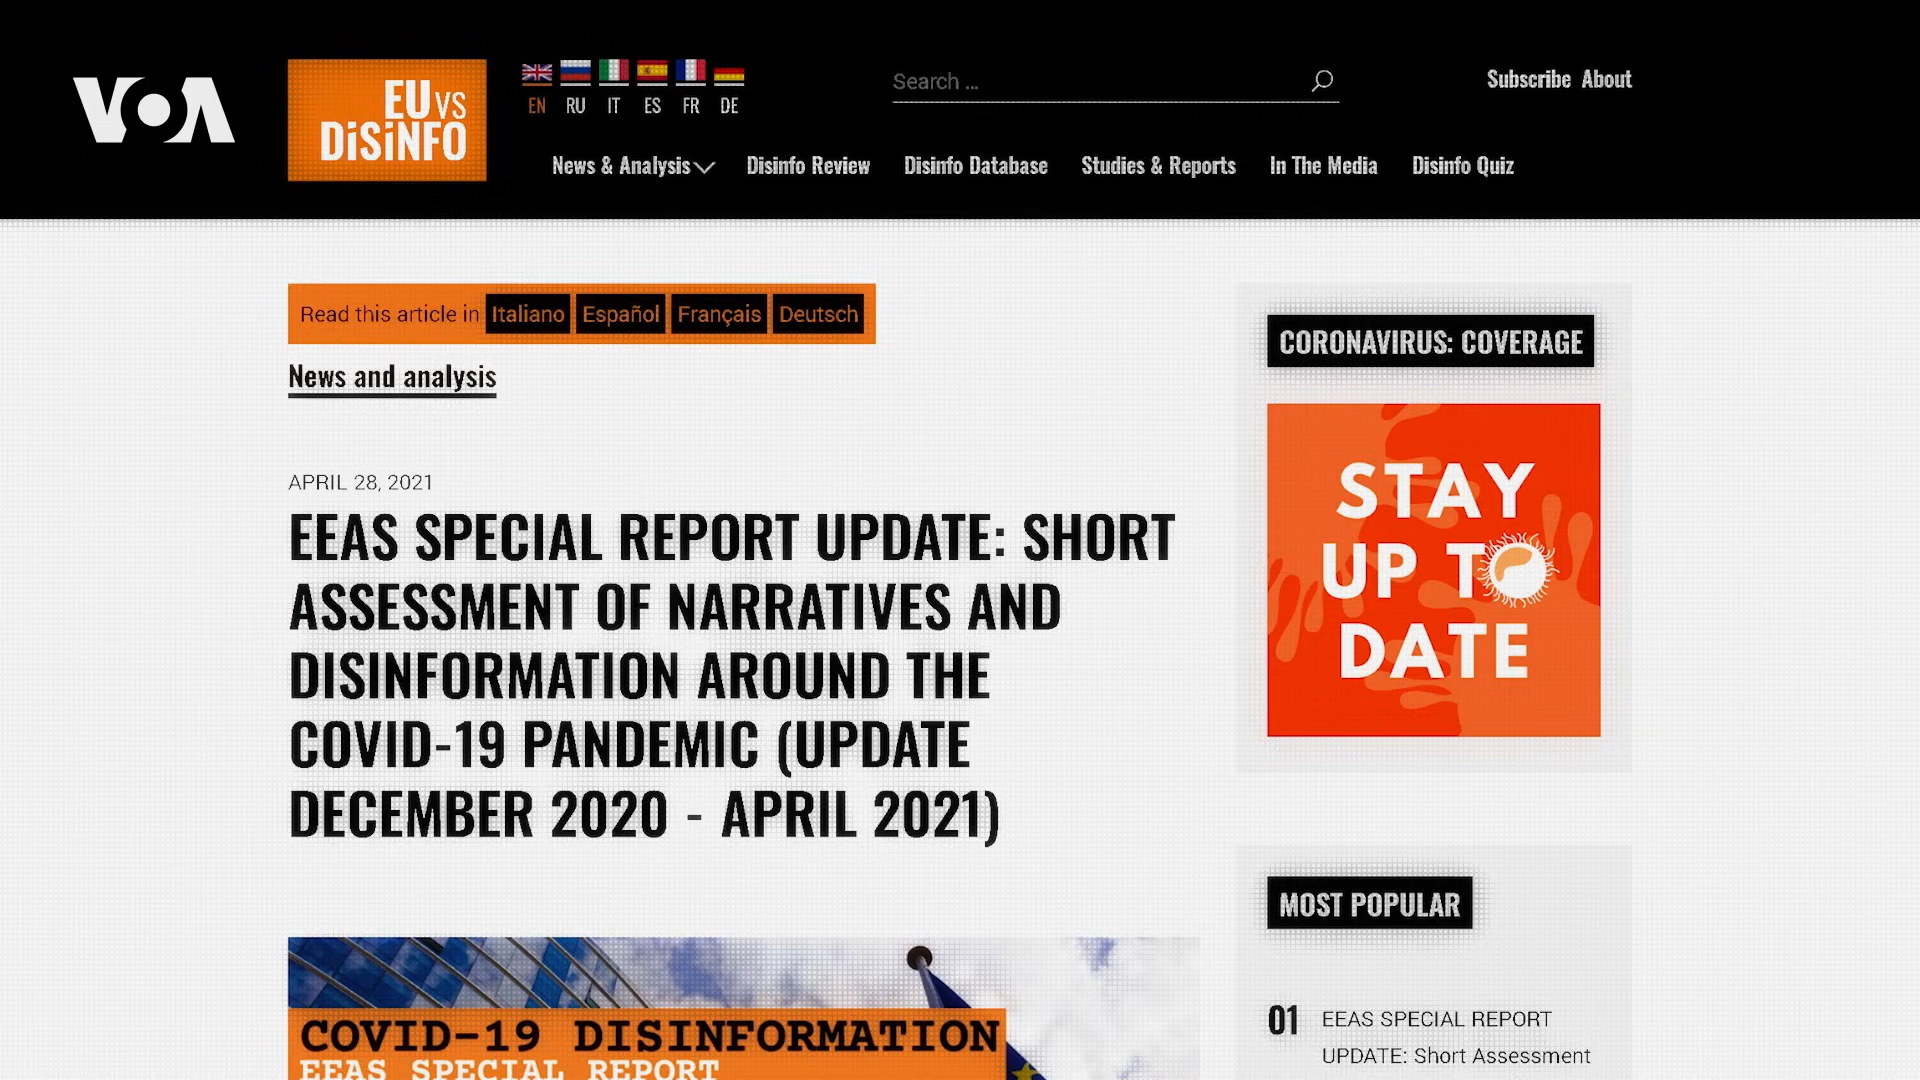 VOA
EU VS
DiSiNFO
EN RU IT ES FR DE
Search ...
Subscribe About
News & Analysis Disinfo Review Disinfo Database Studies & Reports In The Media Disinfo Quiz
Read this article in Italiano Español Français Deutsch
News and analysis
APRIL 28, 2021
EEAS SPECIAL REPORT UPDATE: SHORT
ASSESSMENT OF NARRATIVES AND
DISINFORMATION AROUND THE
COVID-19 PANDEMIC (UPDATE
DECEMBER 2020 - APRIL 2021)
COVID-19 DISINFORMATION
EEAS SPECIAL REPORT
CORONAVIRUS: COVERAGE
STAY
UP TO
DATE
MOST POPULAR
01 EEAS SPECIAL REPORT
UPDATE: Short Assessment